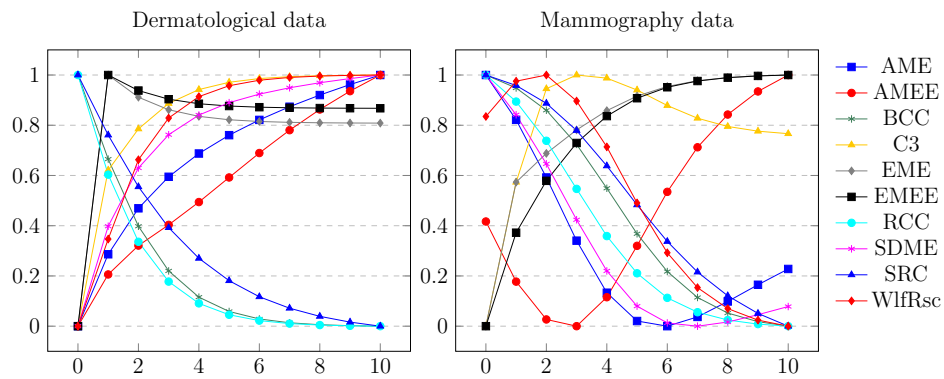 Dermatological data
Mammography data
1
0.8
0.6
0.4
0.2
0
0 2 4 6 8 10
1
0.8
0.6
0.4
0.2
0
0 2 4 6 8 10
AME
AMEE
BCC
C3
EME
EMEE
RCC
SDME
SRC
WlfRsc